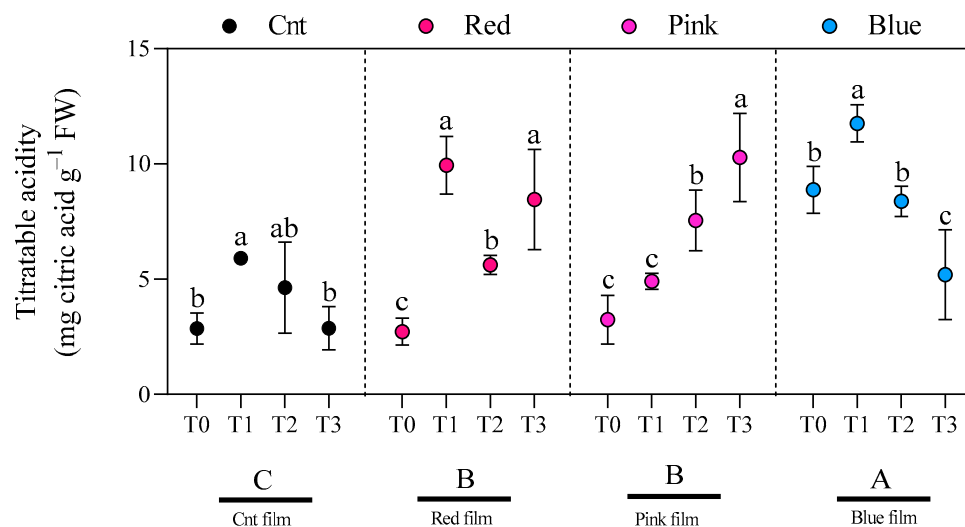 Cnt Red Pink Blue
15
10
5
0
Titratable acidity
(mg citric acid g⁻¹ FW)
b a ab b
c a b a
c c b a
b a b c
T0 T1 T2 T3 T0 T1 T2 T3 T0 T1 T2 T3 T0 T1 T2 T3
C B B A
Cnt film Red film Pink film Blue film